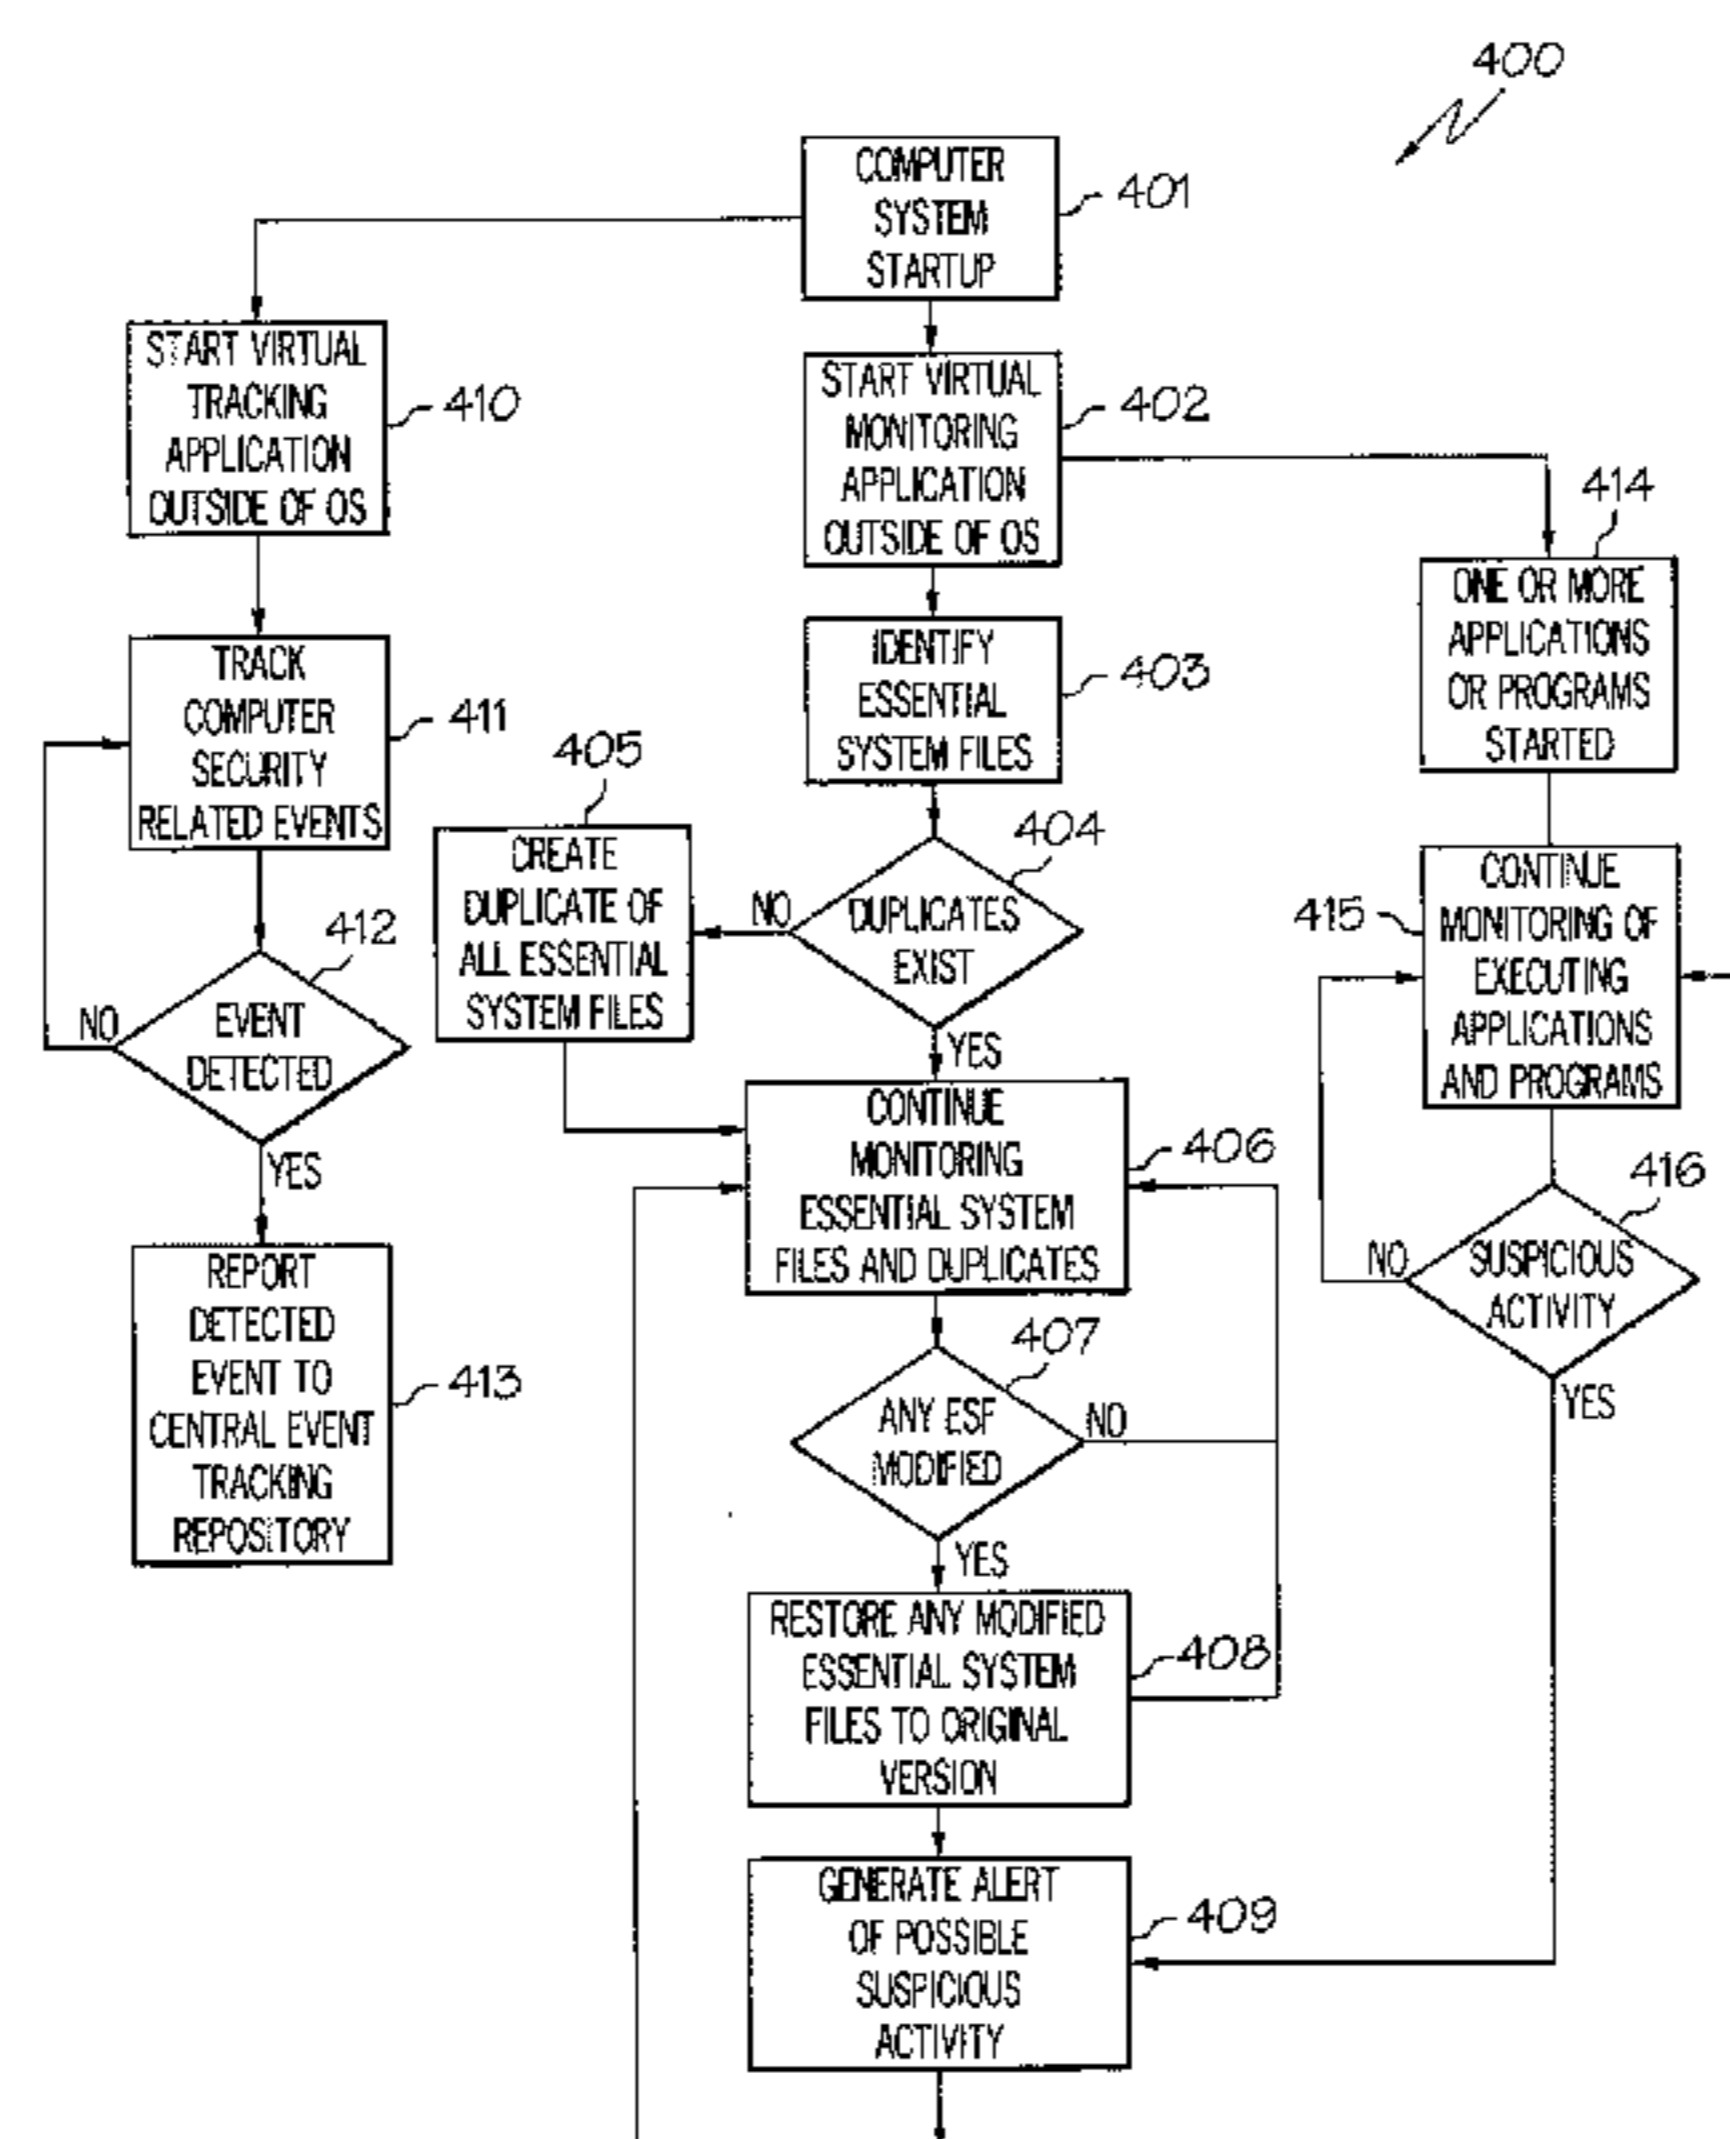 400
COMPUTER
SYSTEM
STARTUP
401
START VIRTUAL
TRACKING
APPLICATION
OUTSIDE OF OS
410
START VIRTUAL
MONITORING
APPLICATION
OUTSIDE OF OS
402
414
ONE OR MORE
APPLICATIONS
OR PROGRAMS
STARTED
TRACK
COMPUTER
SECURITY
RELATED EVENTS
411
IDENTIFY
ESSENTIAL
SYSTEM FILES
403
405
CREATE
DUPLICATE OF
ALL ESSENTIAL
SYSTEM FILES
404
NO
DUPLICATES
EXIST
YES
415
CONTINUE
MONITORING OF
EXECUTING
APPLICATIONS
AND PROGRAMS
412
NO
EVENT
DETECTED
YES
CONTINUE
MONITORING
ESSENTIAL SYSTEM
FILES AND DUPLICATES
406
416
NO
SUSPICIOUS
ACTIVITY
YES
REPORT
DETECTED
EVENT TO
CENTRAL EVENT
TRACKING
REPOSITORY
413
407
ANY ESF
MODIFIED
NO
YES
RESTORE ANY MODIFIED
ESSENTIAL SYSTEM
FILES TO ORIGINAL
VERSION
408
GENERATE ALERT
OF POSSIBLE
SUSPICIOUS
ACTIVITY
409